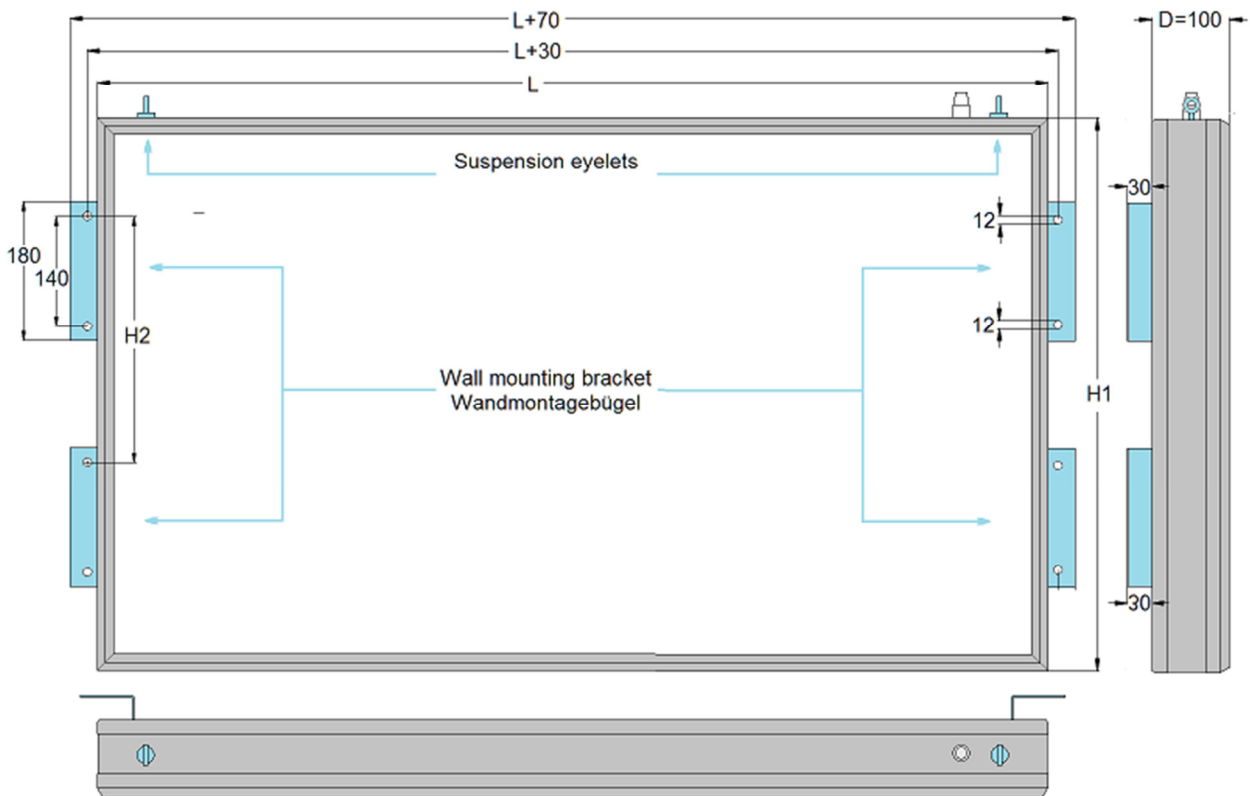 L+70
D=100
L+30
L
Suspension eyelets
30
180
140
12
12
H2
Wall mounting bracket
Wandmontagebügel
H1
30